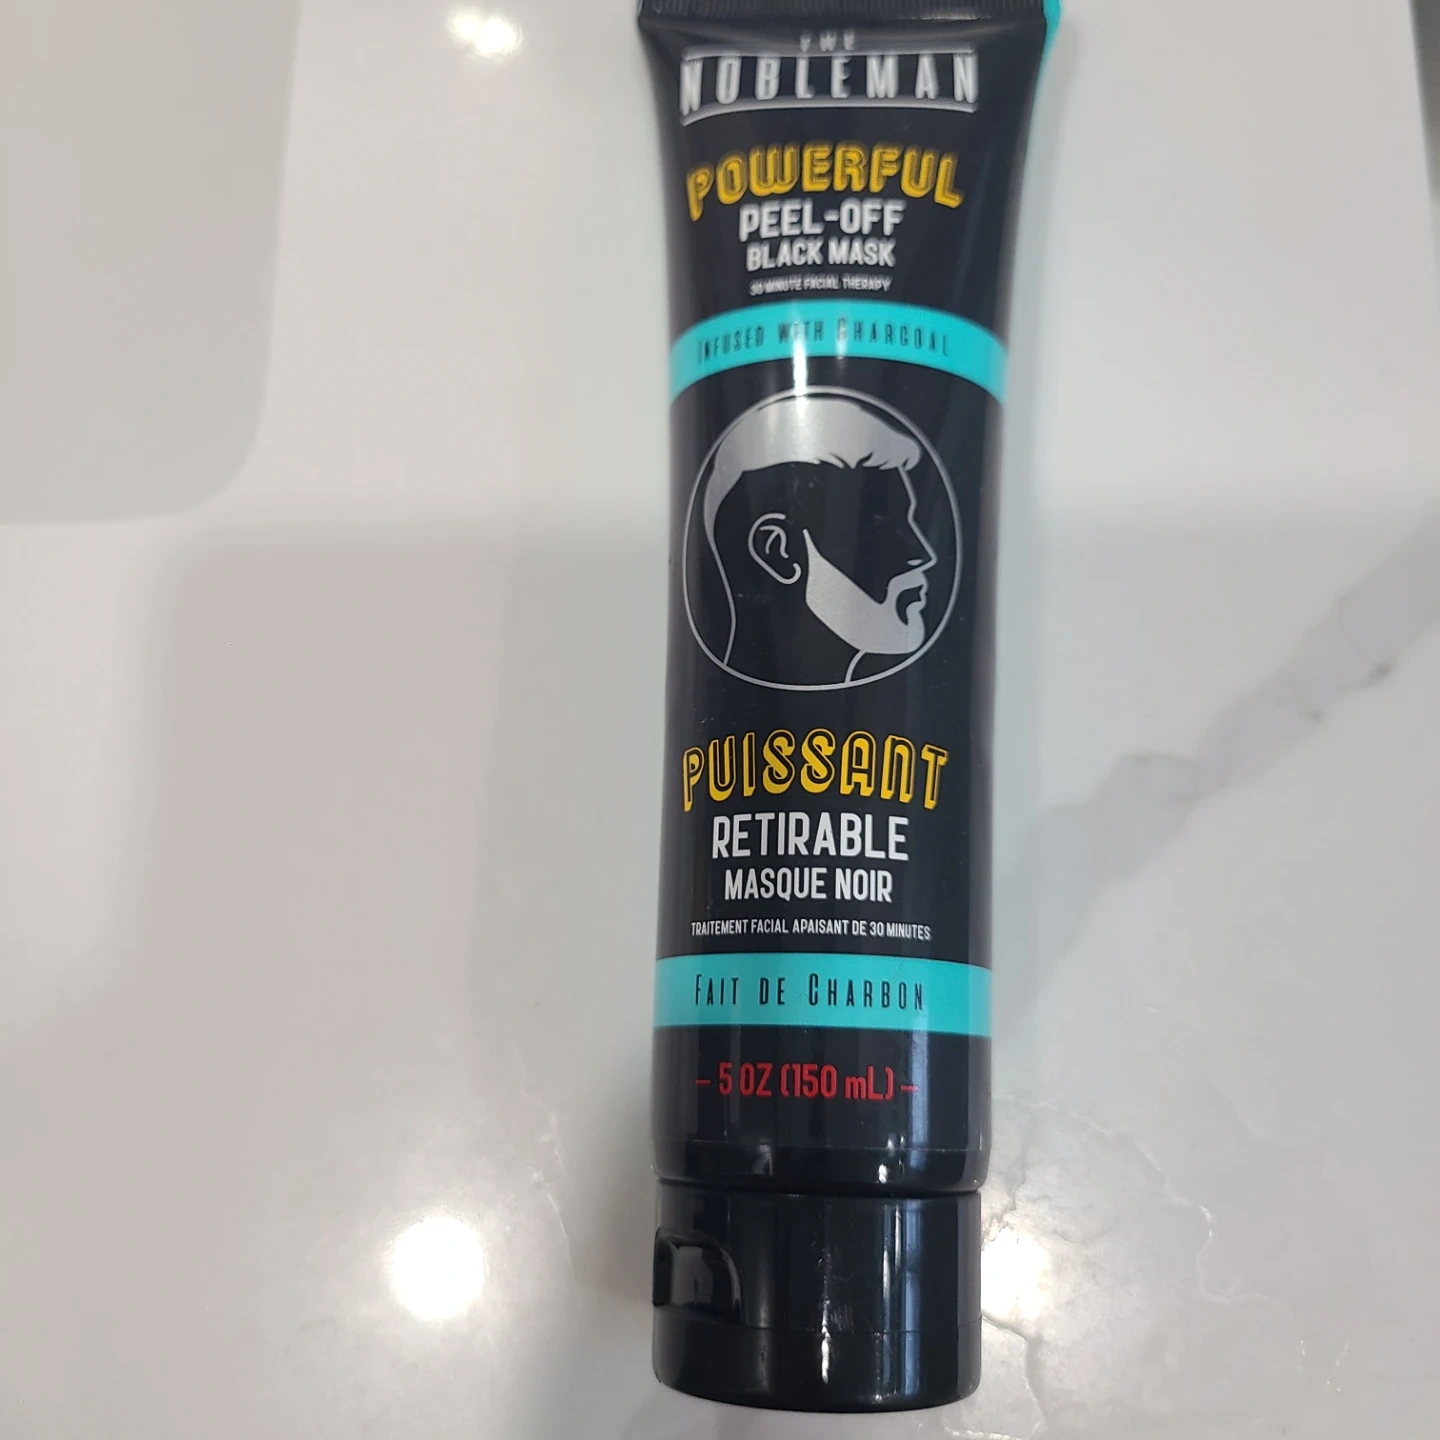 THE
NOBLEMAN
POWERFUL
PEEL-OFF
BLACK MASK
30 MINUTE FACIAL THERAPY
INFUSED WITH CHARCOAL
PUISSANT
RETIRABLE
MASQUE NOIR
TRAITEMENT FACIAL APAISANT DE 30 MINUTES
FAIT DE CHARBON
– 5 OZ (150 mL) –